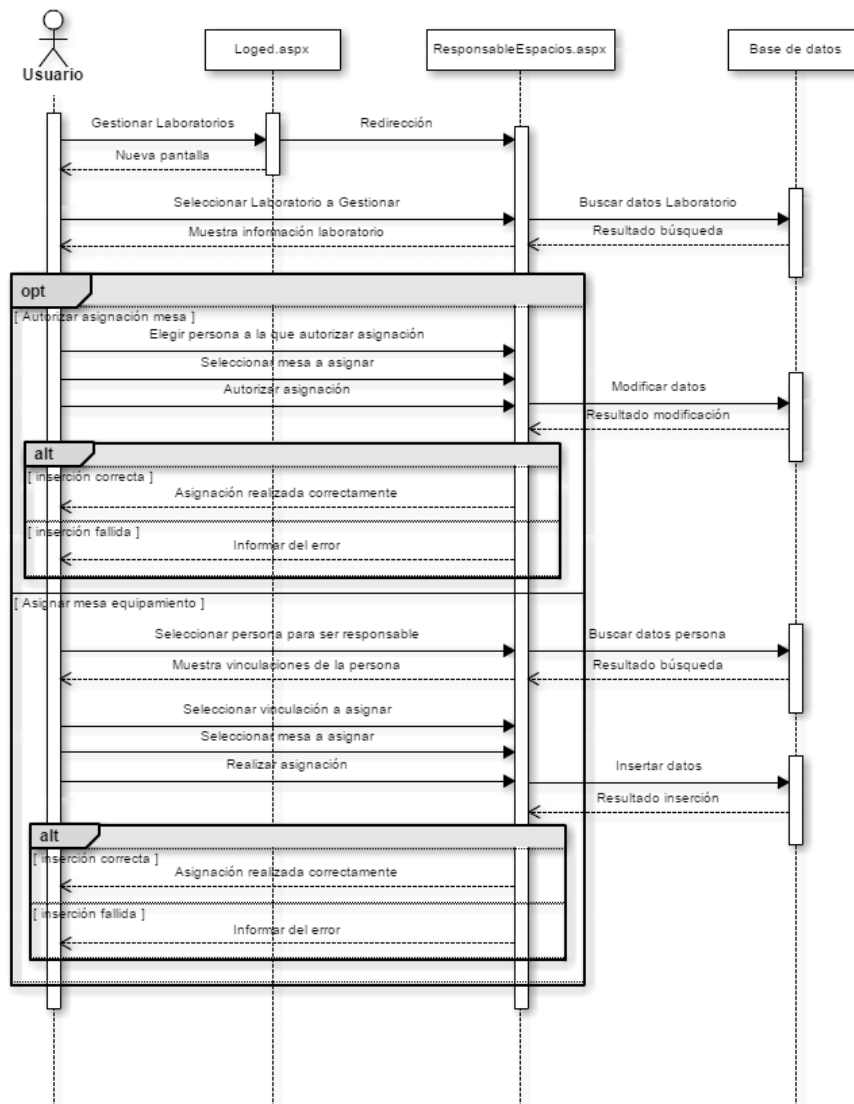 Usuario
Loged.aspx
ResponsableEspacios.aspx
Base de datos
Gestionar Laboratorios
Redirección
Nueva pantalla
Seleccionar Laboratorio a Gestionar
Buscar datos Laboratorio
Muestra información laboratorio
Resultado búsqueda
opt
[ Autorizar asignación mesa ]
Elegir persona a la que autorizar asignación
Seleccionar mesa a asignar
Autorizar asignación
Modificar datos
Resultado modificación
alt
[ inserción correcta ]
Asignación realizada correctamente
[ inserción fallida ]
Informar del error
[ Asignar mesa equipamiento ]
Seleccionar persona para ser responsable
Buscar datos persona
Muestra vinculaciones de la persona
Resultado búsqueda
Seleccionar vinculación a asignar
Seleccionar mesa a asignar
Realizar asignación
Insertar datos
Resultado inserción
alt
[ inserción correcta ]
Asignación realizada correctamente
[ inserción fallida ]
Informar del error